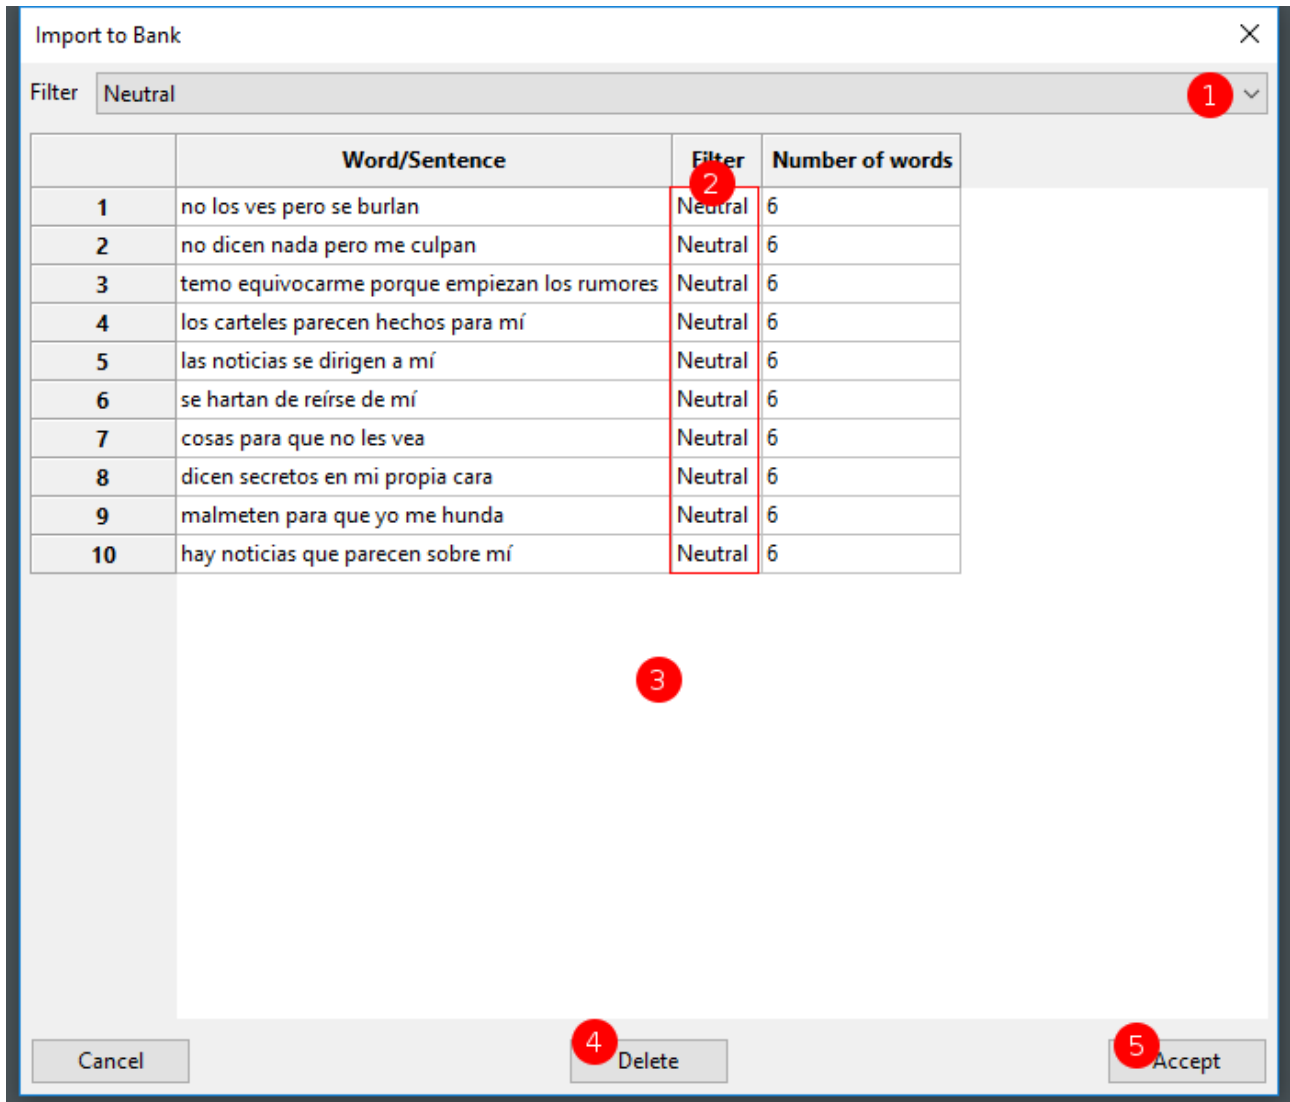 Import to Bank
Filter Neutral 1
Word/Sentence Filter Number of words
2
1 no los ves pero se burlan Neutral 6
2 no dicen nada pero me culpan Neutral 6
3 temo equivocarme porque empiezan los rumores Neutral 6
4 los carteles parecen hechos para mí Neutral 6
5 las noticias se dirigen a mí Neutral 6
6 se hartan de reírse de mí Neutral 6
7 cosas para que no les vea Neutral 6
8 dicen secretos en mi propia cara Neutral 6
9 malmeten para que yo me hunda Neutral 6
10 hay noticias que parecen sobre mí Neutral 6
3
Cancel 4 Delete 5 Accept